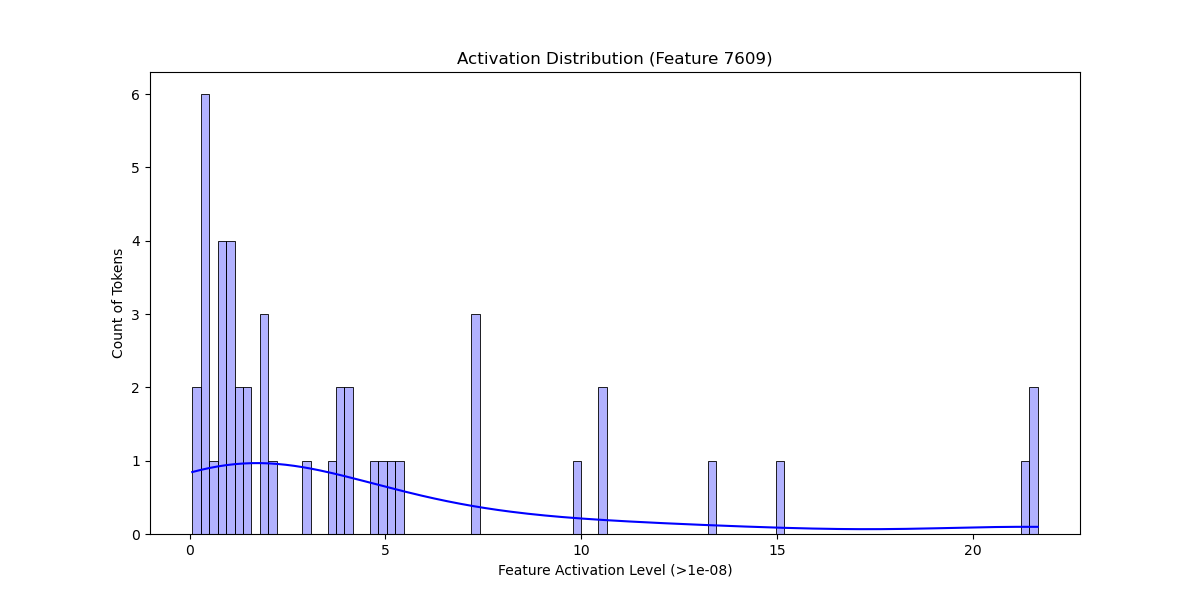 Activation Distribution (Feature 7609)
6
5
4
3
2
1
0
Count of Tokens
0 5 10 15 20
Feature Activation Level (>1e-08)